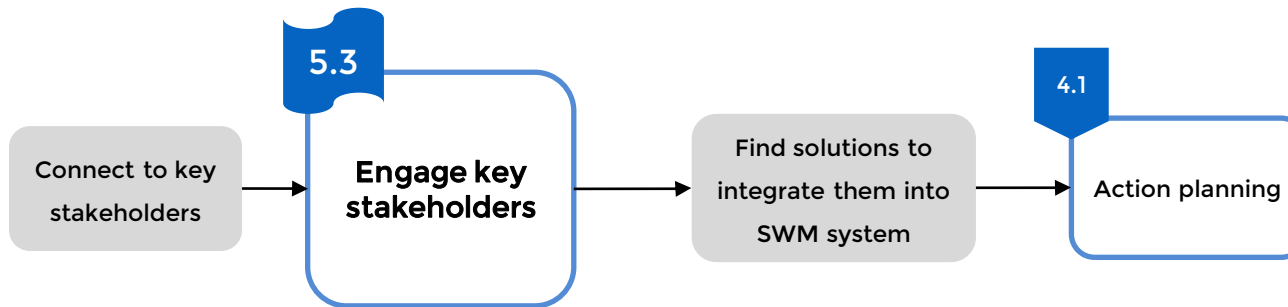 Connect to key
stakeholders
5.3
Engage key
stakeholders
Find solutions to
integrate them into
SWM system
4.1
Action planning